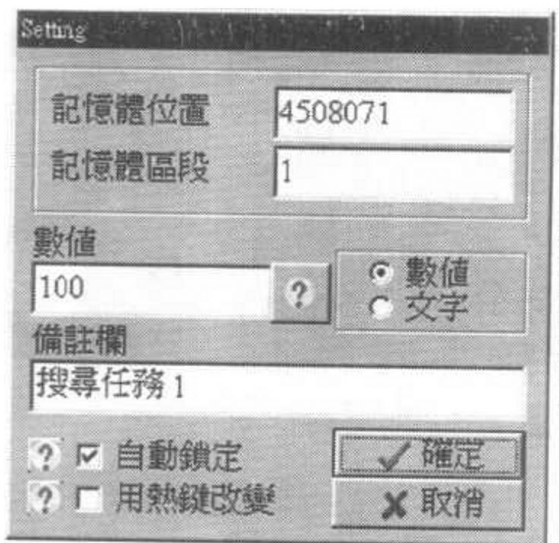 Setting
記憶體位置 4508071
記憶體區段 1
數值
100 ? 數值
文字
備註欄
搜尋任務 1
? 自動鎖定 確定
? 用熱鍵改變 取消